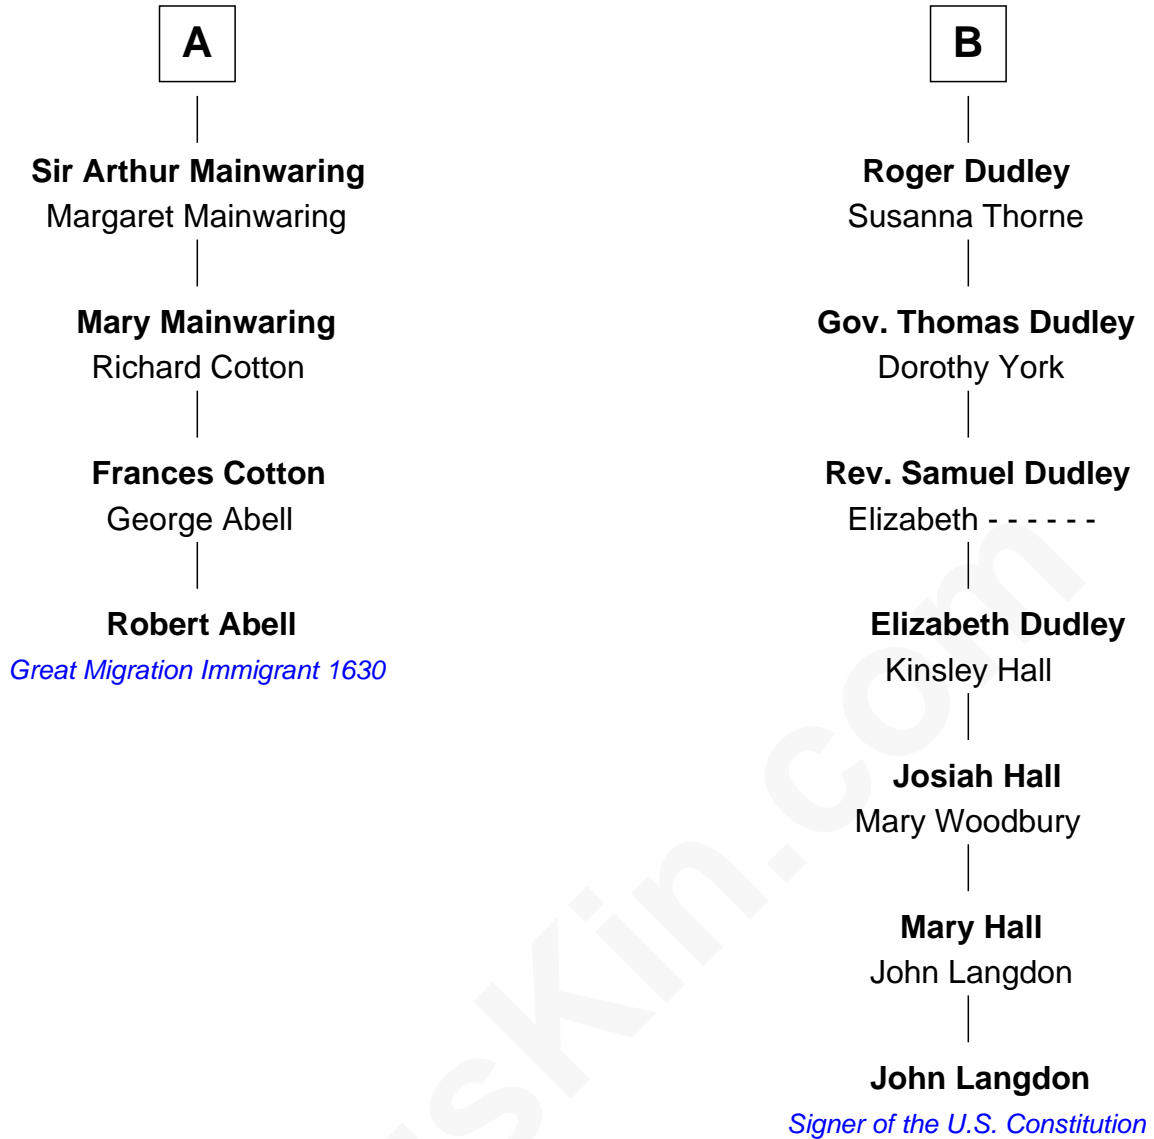 A
Sir Arthur Mainwaring
Margaret Mainwaring
Mary Mainwaring
Richard Cotton
Frances Cotton
George Abell
Robert Abell
Great Migration Immigrant 1630
B
Roger Dudley
Susanna Thorne
Gov. Thomas Dudley
Dorothy York
Rev. Samuel Dudley
Elizabeth - - - - - -
Elizabeth Dudley
Kinsley Hall
Josiah Hall
Mary Woodbury
Mary Hall
John Langdon
John Langdon
Signer of the U.S. Constitution
sKin.com